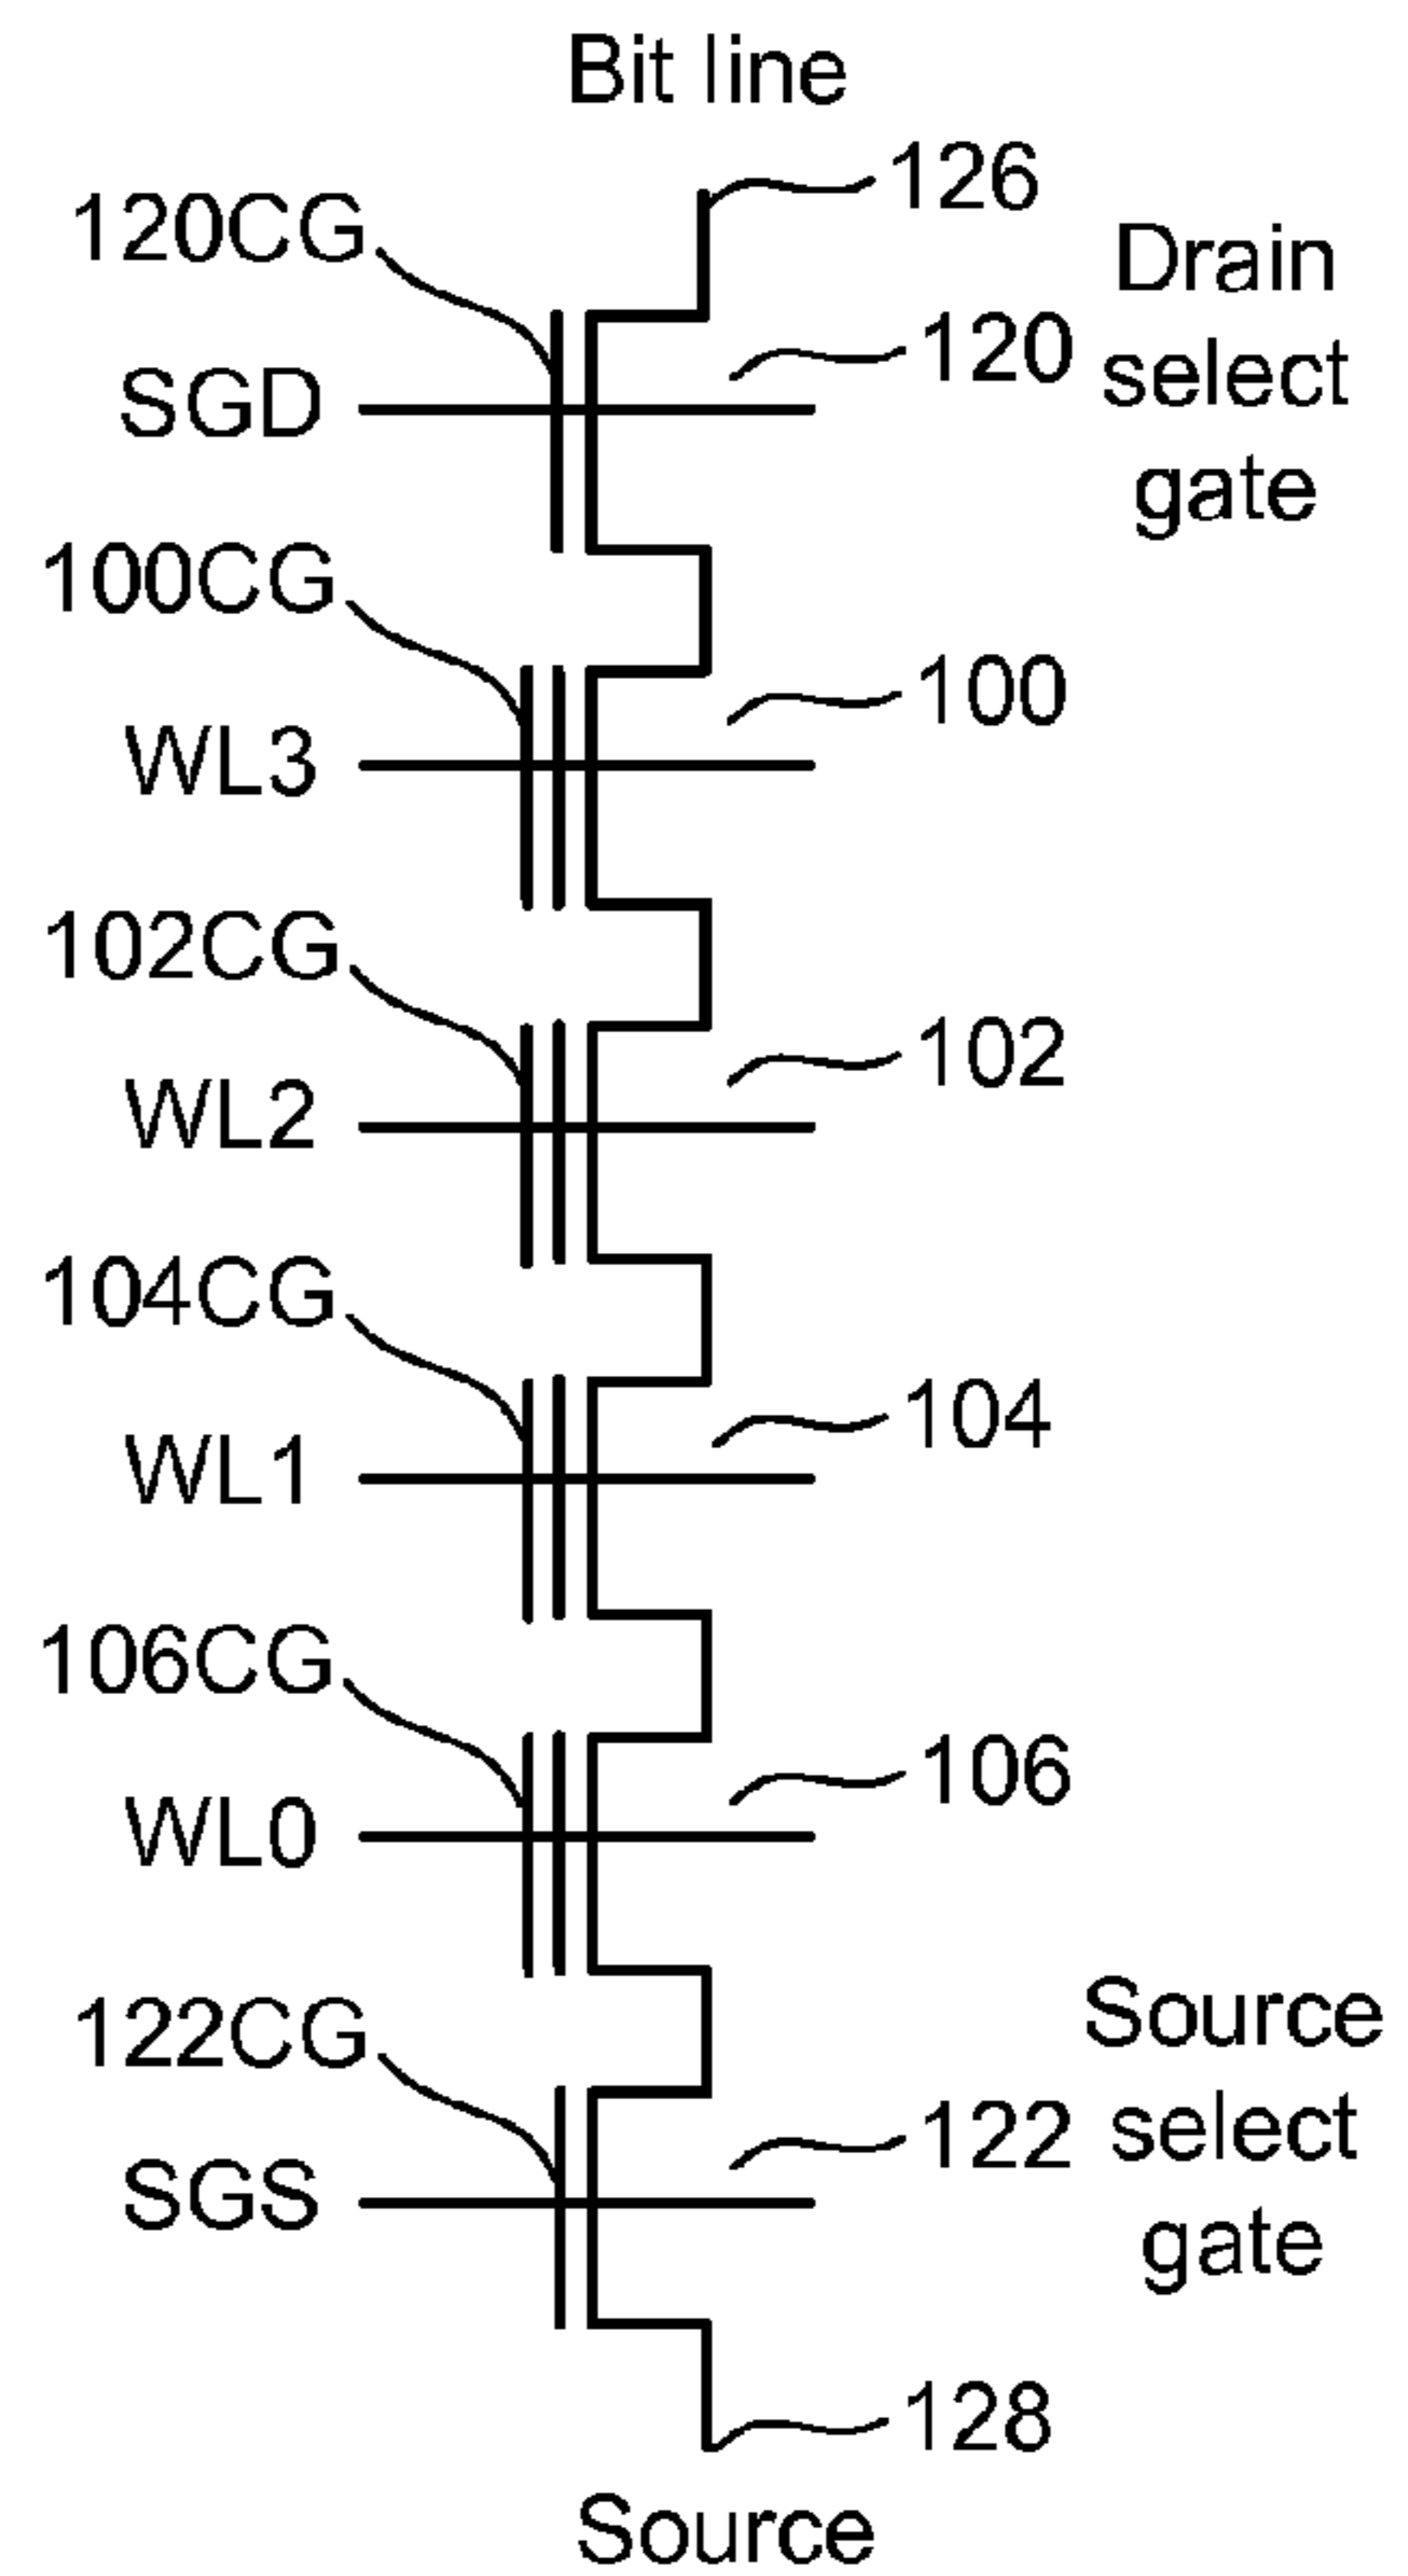 Bit line
126
120CG
Drain
select
gate
120
SGD
100CG
100
WL3
102CG
102
WL2
104CG
104
WL1
106CG
106
WL0
122CG
Source
select
gate
122
SGS
128
Source